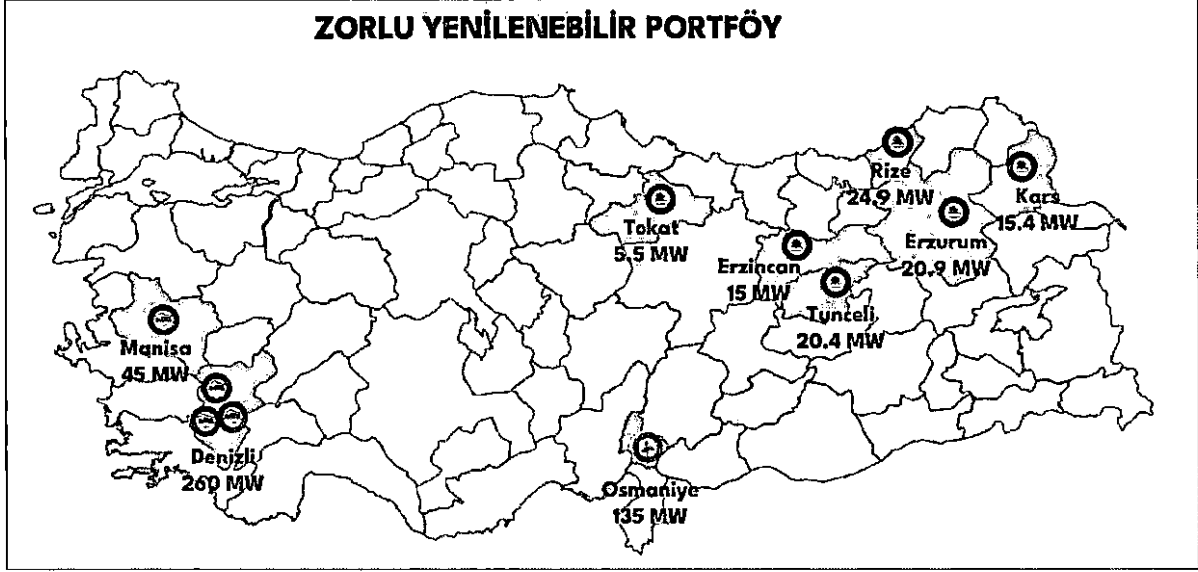 ZORLU YENİLENEBİLİR PORTFÖY
Rize
24.9 MW
Kars
15.4 MW
Tokat
5.5 MW
Erzurum
20.9 MW
Erzincan
15 MW
Tunceli
20.4 MW
Manisa
45 MW
Denizli
260 MW
Osmaniye
135 MW